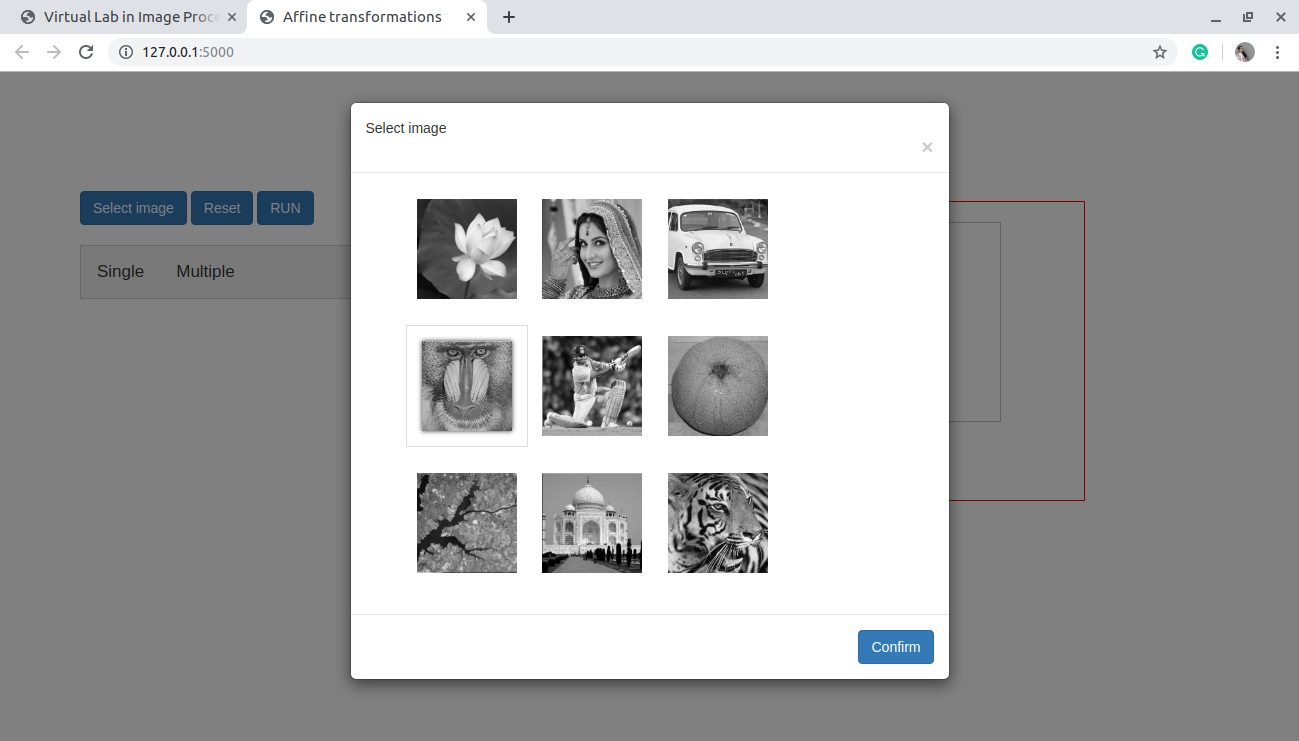 Virtual Lab in Image Proce
Affine transformations
127.0.0.1:5000
Select image
Select image Reset RUN
Single Multiple
Confirm